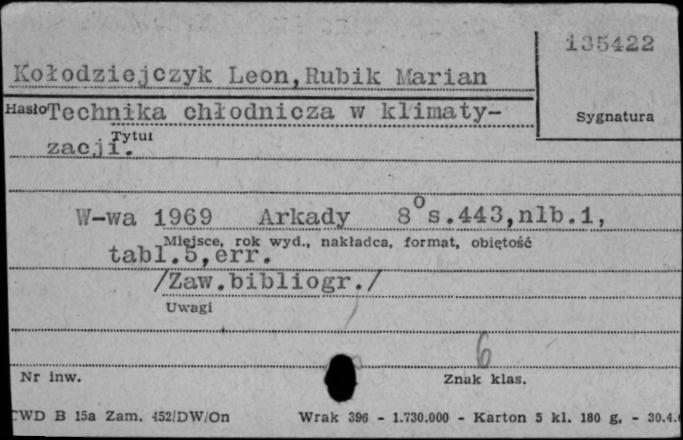 135422
Kołodziejczyk Leon,Rubik Marian
Hasło Technika chłodnicza w klimaty-
Sygnatura
Tytuł
zacji.
W-wa 1969 Arkady 8° s.443,nlb.1,
Miejsce, rok wyd., nakładca, format, obiętość
tabl.5,err.
/Zaw.bibliogr./
Uwagi
6
Nr inw.
Znak klas.
CWD B 15a Zam. 452/DW/On Wrak 396 - 1.730.000 - Karton 5 kl. 180 g. - 30.4.